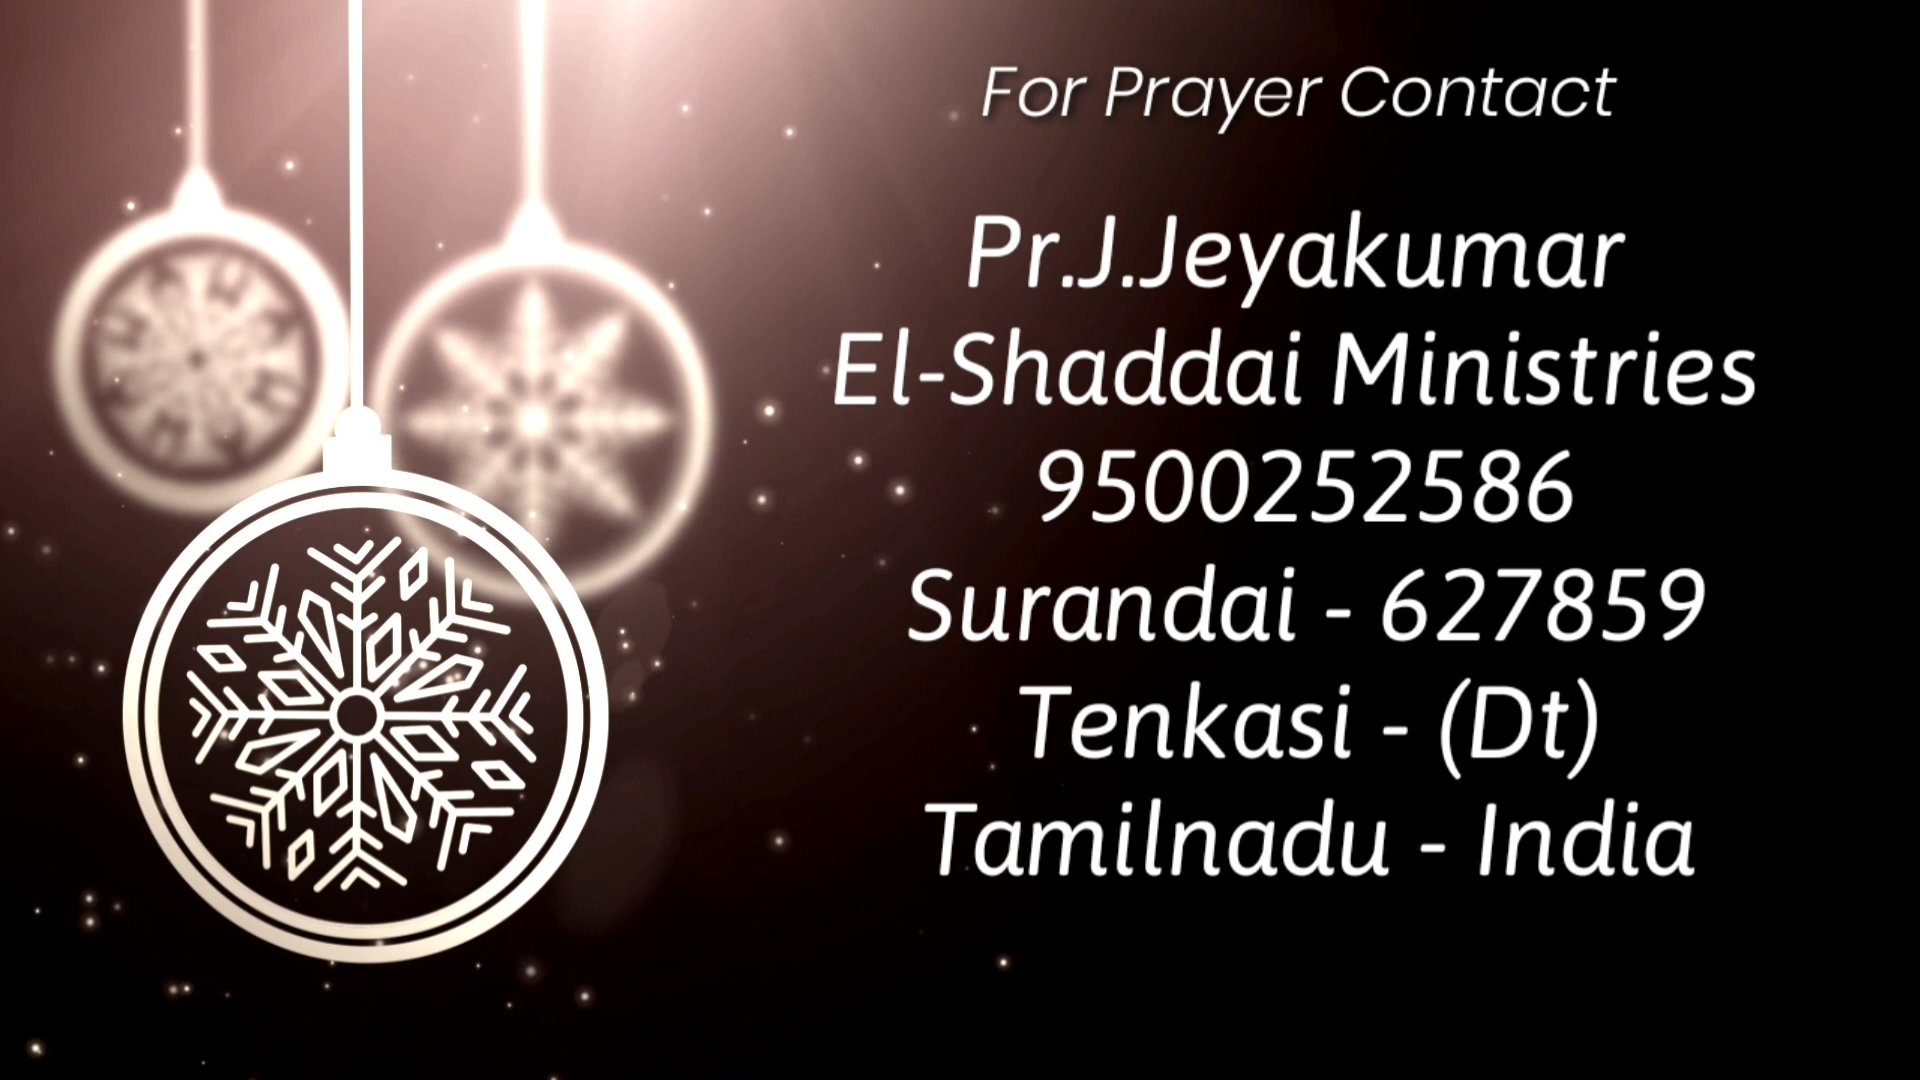 For Prayer Contact
Pr.J.Jeyakumar
El-Shaddai Ministries
9500252586
Surandai - 627859
Tenkasi - (Dt)
Tamilnadu - India